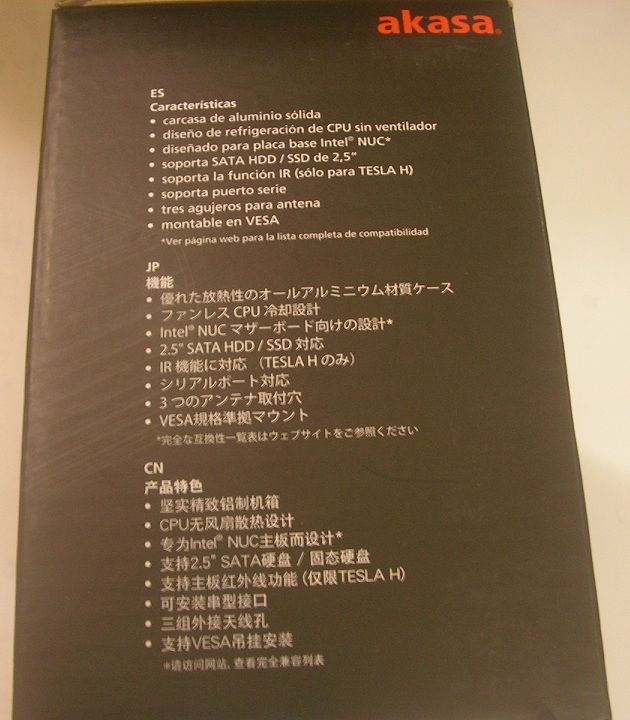 akasa.
ES
Características
• carcasa de aluminio sólida
• diseño de refrigeración de CPU sin ventilador
• diseñado para placa base Intel® NUC*
• soporta SATA HDD / SSD de 2,5"
• soporta la función IR (sólo para TESLA H)
• soporta puerto serie
• tres agujeros para antena
• montable en VESA
*Ver página web para la lista completa de compatibilidad
JP
機能
• 優れた放熱性のオールアルミニウム材質ケース
• ファンレス CPU 冷却設計
• Intel® NUC マザーボード向けの設計*
• 2.5" SATA HDD / SSD 対応
• IR 機能に対応 （TESLA H のみ）
• シリアルポート対応
• 3 つのアンテナ取付穴
• VESA規格準拠マウント
*完全な互換性一覧表はウェブサイトをご参照ください
CN
产品特色
• 坚实精致铝制机箱
• CPU无风扇散热设计
• 专为Intel® NUC主板而设计*
• 支持2.5" SATA硬盘 / 固态硬盘
• 支持主板红外线功能 (仅限TESLA H)
• 可安装串型接口
• 三组外接天线孔
• 支持VESA吊挂安装
*请访问网站, 查看完全兼容列表